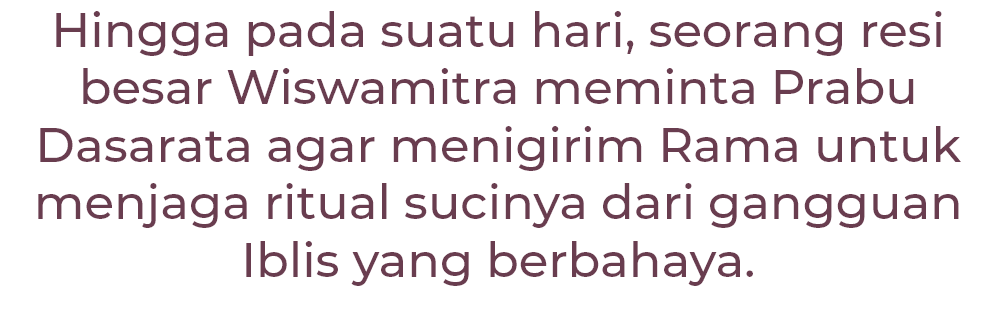 Hingga pada suatu hari, seorang resi
besar Wiswamitra meminta Prabu
Dasarata agar menigirim Rama untuk
menjaga ritual sucinya dari gangguan
Iblis yang berbahaya.